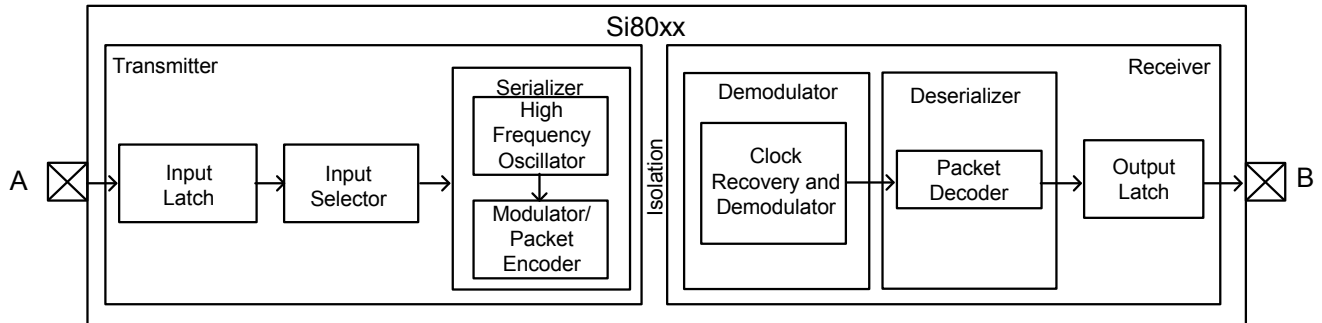 Si80xx
Transmitter
A
Input
Latch
Input
Selector
Serializer
High
Frequency
Oscillator
Modulator/
Packet
Encoder
Isolation
Receiver
Demodulator
Clock
Recovery and
Demodulator
Deserializer
Packet
Decoder
Output
Latch
B